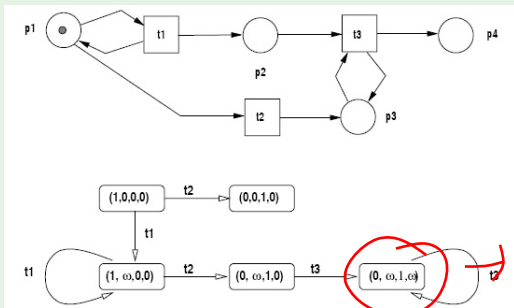 p1 t1 t3 p4
p2
t2 p3
(1,0,0,0) t2 (0,0,1,0)
t1
t1 (1, ω,0,0) t2 (0, ω,1,0) t3 (0, ω,1,ω)